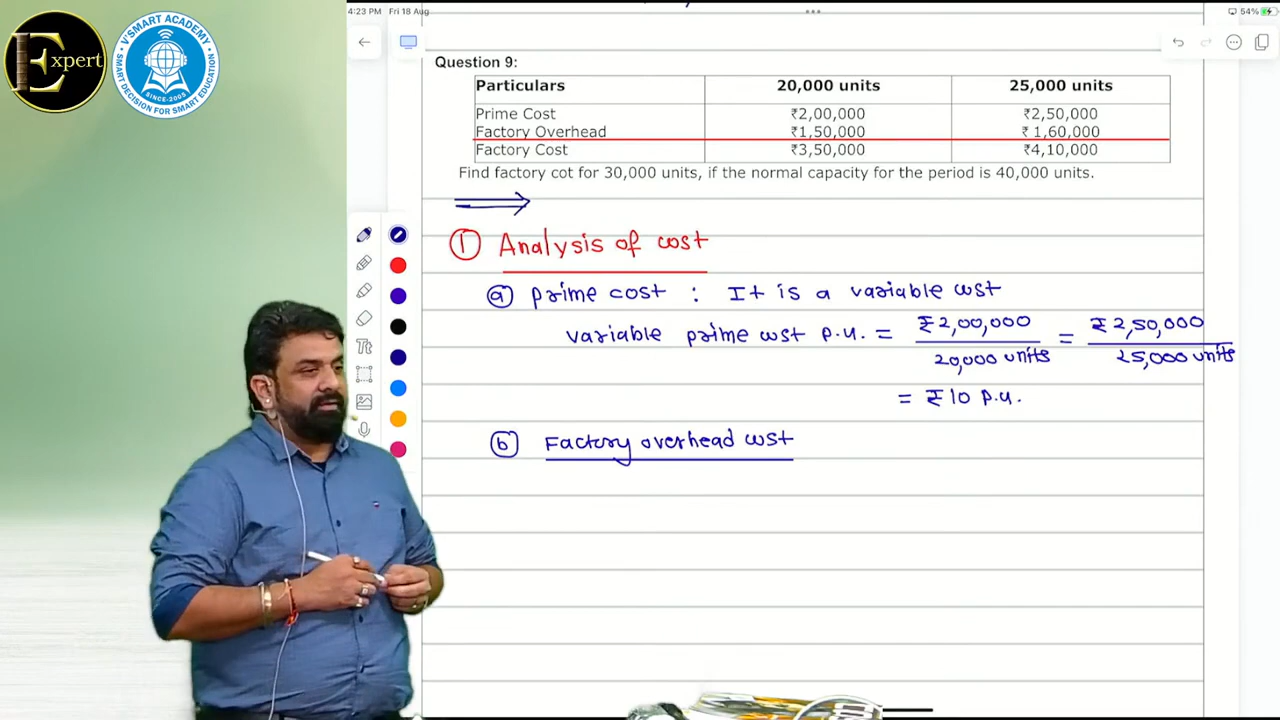 4:23 PM Fri 18 Aug
54%
Expert
V'SMART ACADEMY
SINCE-2005
SMART DECISION FOR SMART EDUCATION
Question 9:
Particulars 20,000 units 25,000 units
Prime Cost ₹2,00,000 ₹2,50,000
Factory Overhead ₹1,50,000 ₹ 1,60,000
Factory Cost ₹3,50,000 ₹4,10,000
Find factory cot for 30,000 units, if the normal capacity for the period is 40,000 units.
① Analysis of cost
ⓐ prime cost : It is a variable cost
variable prime cost p.u. = ₹2,00,000 / 20,000 units = ₹2,50,000 / 25,000 units
= ₹10 p.u.
ⓑ Factory overhead cost
Tt